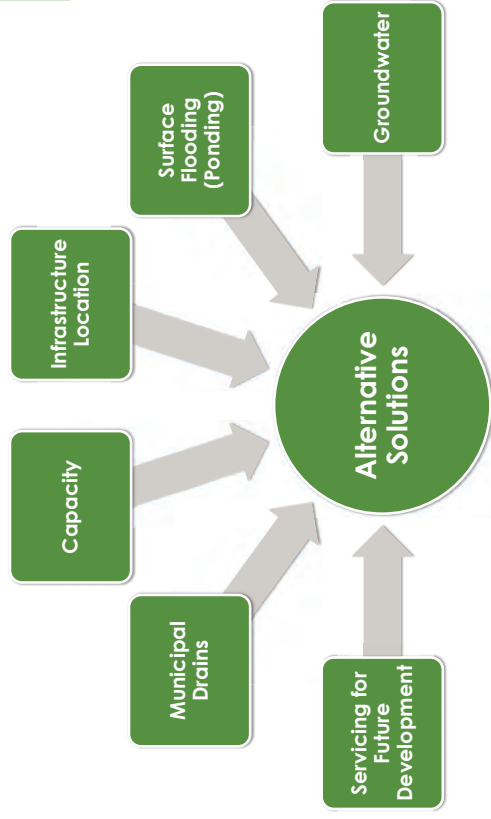 Servicing for
Future
Development
Municipal
Drains
Capacity
Infrastructure
Location
Surface
Flooding
(Ponding)
Groundwater
Alternative
Solutions